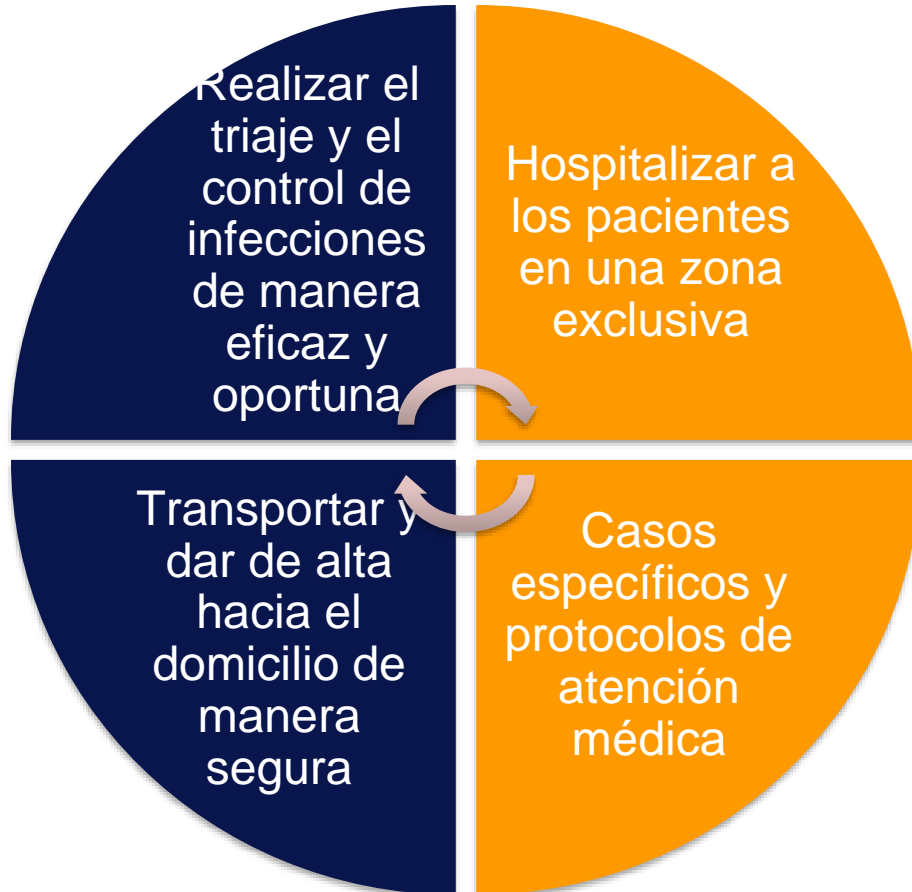 Realizar el
triaje y el
control de
infecciones
de manera
eficaz y
oportuna
Hospitalizar a
los pacientes
en una zona
exclusiva
Transportar y
dar de alta
hacia el
domicilio de
manera
segura
Casos
específicos y
protocolos de
atención
médica